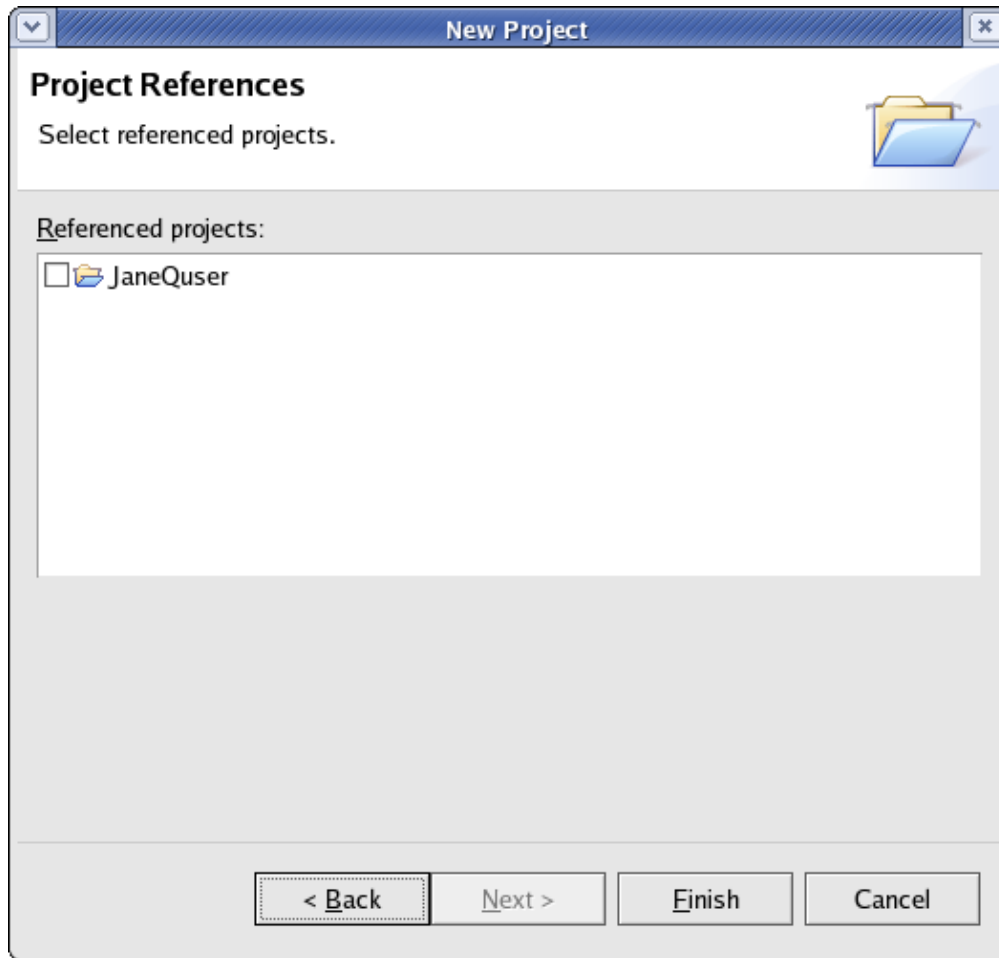 New Project
Project References
Select referenced projects.
Referenced projects:
JaneQuser
< Back Next > Finish Cancel